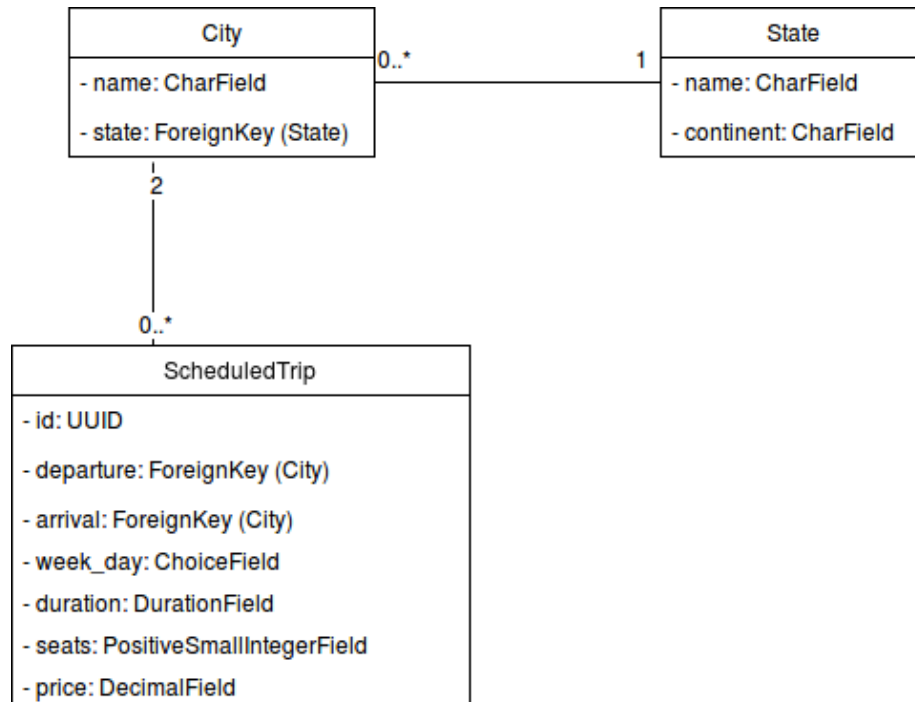 City
- name: CharField
- state: ForeignKey (State)
0..*
1
State
- name: CharField
- continent: CharField
2
0..*
ScheduledTrip
- id: UUID
- departure: ForeignKey (City)
- arrival: ForeignKey (City)
- week_day: ChoiceField
- duration: DurationField
- seats: PositiveSmallIntegerField
- price: DecimalField